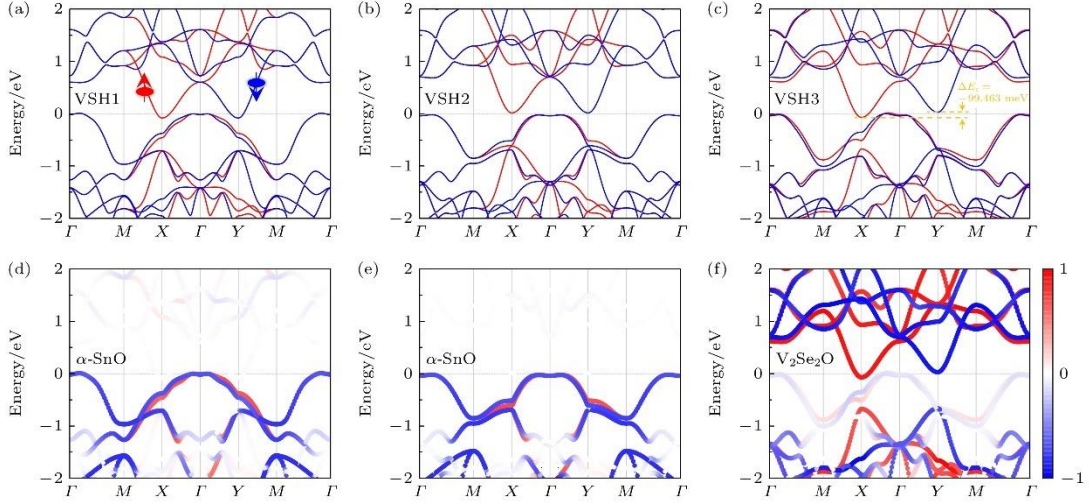 (a)
2
1
0
−1
−2
Energy/eV
VSH1
Γ M X Γ Y M Γ
(b)
2
1
0
−1
−2
Energy/eV
VSH2
Γ M X Γ Y M Γ
(c)
2
1
0
−1
−2
Energy/eV
VSH3
−99.463 meV
Γ M X Γ Y M Γ
(d)
2
1
0
−1
−2
Energy/eV
α-SnO
Γ M X Γ Y M Γ
(e)
2
1
0
−1
−2
Energy/eV
α-SnO
Γ M X Γ Y M Γ
(f)
2
1
0
−1
−2
Energy/eV
V₂Se₂O
Γ M X Γ Y M Γ
1
0
−1